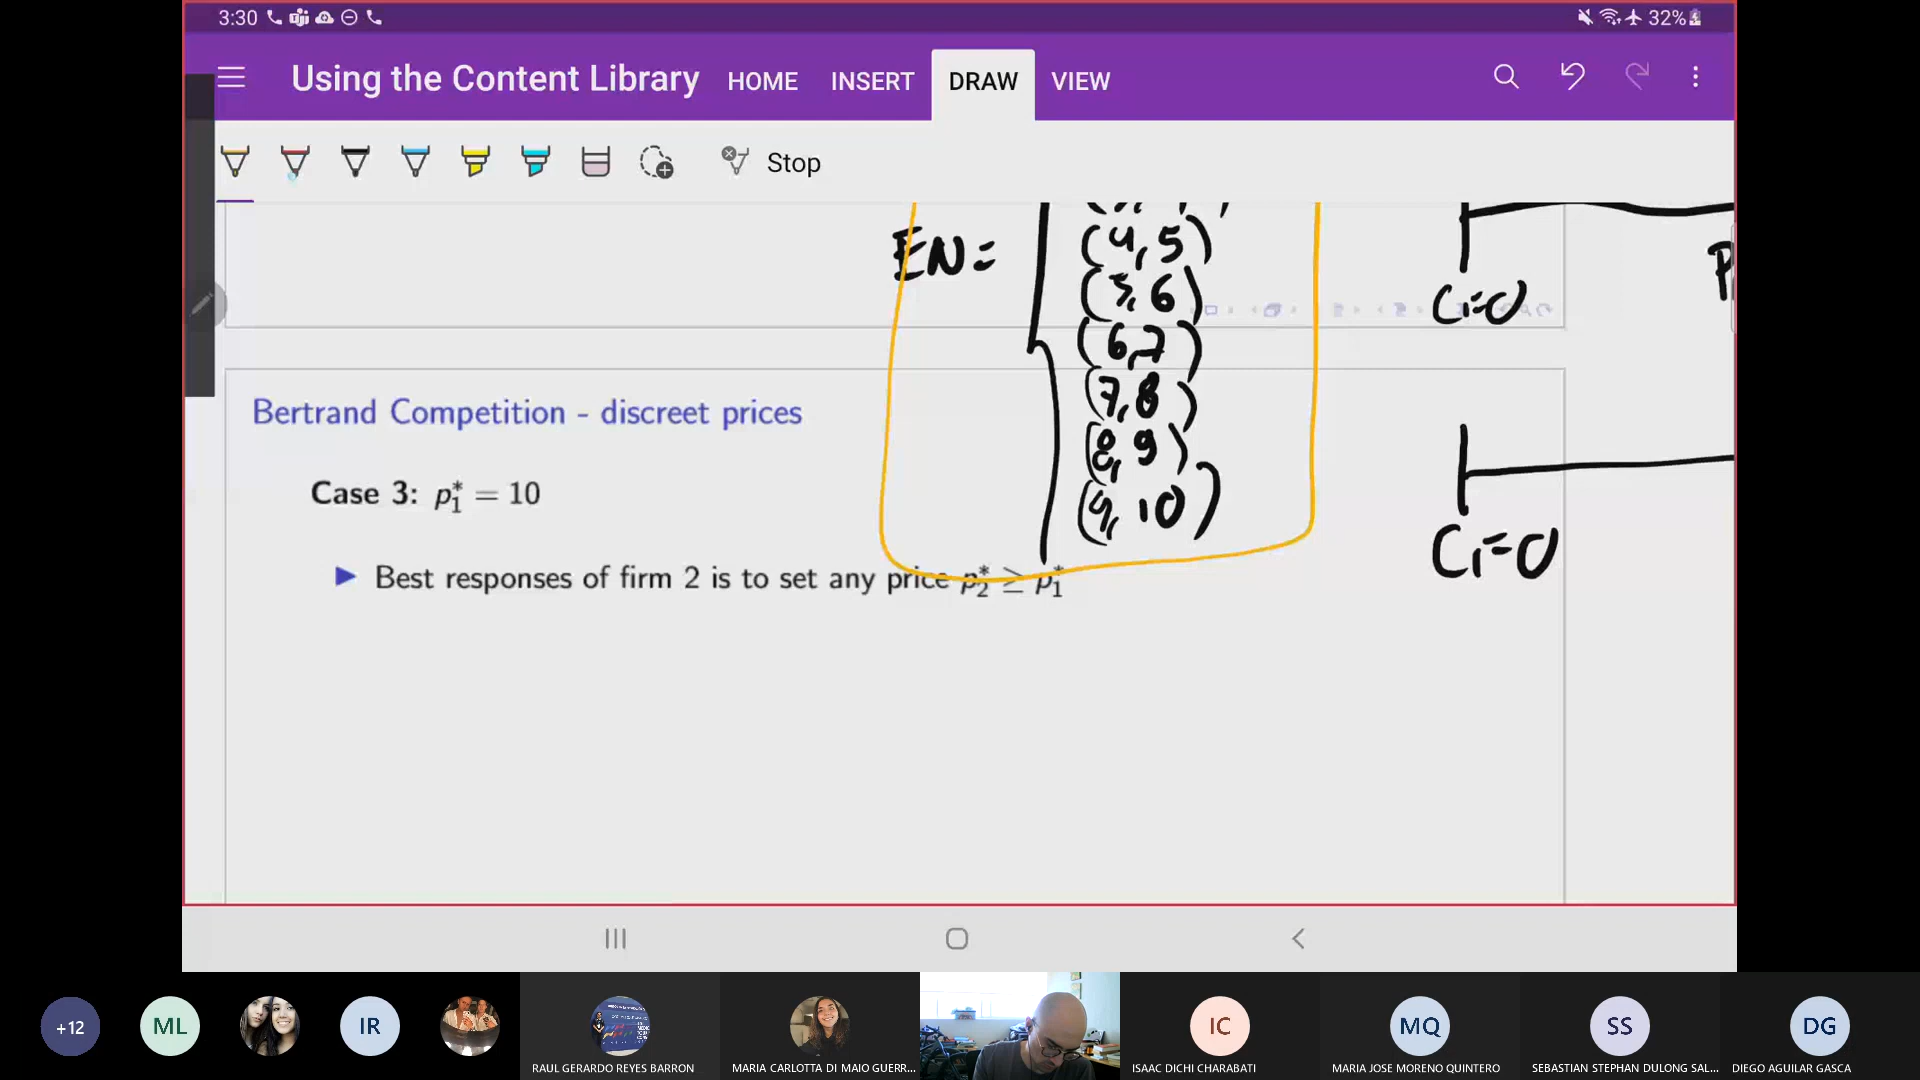 3:30 32%
Using the Content Library HOME INSERT DRAW VIEW
Stop
EN=
(4,5)
(5,6)
(6,7)
(7,8)
(8,9)
(9,10)
C1=0
P
Bertrand Competition - discreet prices
Case 3: p₁* = 10
C1=0
▶ Best responses of firm 2 is to set any price p₂* ≥ p₁*
+12 ML IR IC MQ SS DG
RAUL GERARDO REYES BARRON MARIA CARLOTTA DI MAIO GUERR... ISAAC DICHI CHARABATI MARIA JOSE MORENO QUINTERO SEBASTIAN STEPHAN DULONG SAL... DIEGO AGUILAR GASCA